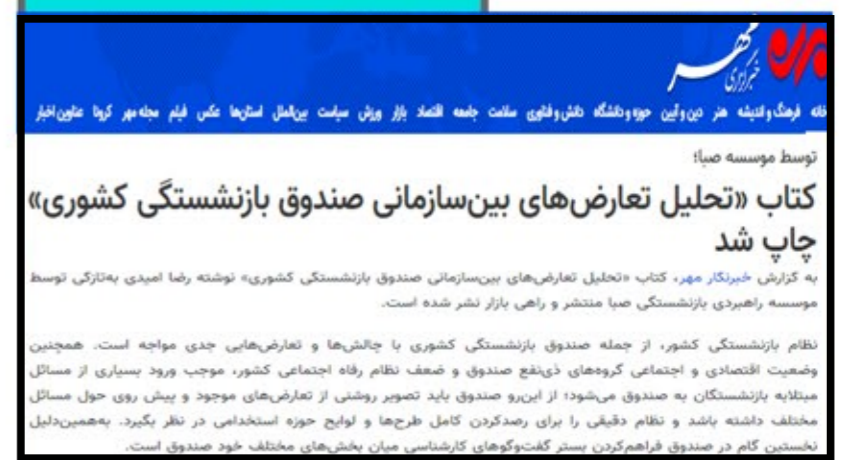 مهر
خبرگزاری
خانه فرهنگ و اندیشه هنر دین و آیین حوزه و دانشگاه دانش و فناوری سلامت جامعه اقتصاد بازار ورزش سیاست بین‌الملل استان‌ها عکس فیلم مجله مهر کرونا عناوین اخبار
توسط موسسه صبا؛
کتاب «تحلیل تعارض‌های بین‌سازمانی صندوق بازنشستگی کشوری»
چاپ شد
به گزارش خبرنگار مهر، کتاب «تحلیل تعارض‌های بین‌سازمانی صندوق بازنشستگی کشوری» نوشته رضا امیدی به‌تازگی توسط
موسسه راهبردی بازنشستگی صبا منتشر و راهی بازار نشر شده است.
نظام بازنشستگی کشور، از جمله صندوق بازنشستگی کشوری با چالش‌ها و تعارض‌هایی جدی مواجه است. همچنین
وضعیت اقتصادی و اجتماعی گروه‌های ذی‌نفع صندوق و ضعف نظام رفاه اجتماعی کشور، موجب ورود بسیاری از مسائل
مبتلابه بازنشستگان به صندوق می‌شود؛ از این‌رو صندوق باید تصویر روشنی از تعارض‌های موجود و پیش روی حول مسائل
مختلف داشته باشد و نظام دقیقی را برای رصدکردن کامل طرح‌ها و لوایح حوزه استخدامی در نظر بگیرد. به‌همین‌دلیل
نخستین گام در صندوق فراهم‌کردن بستر گفت‌وگوهای کارشناسی میان بخش‌های مختلف خود صندوق است.